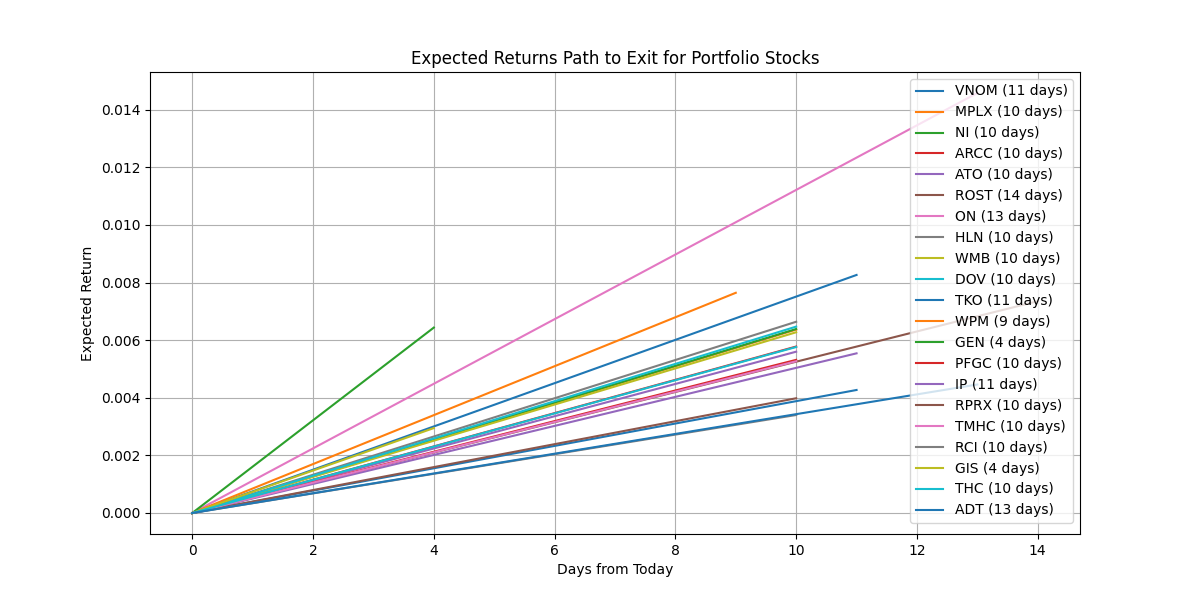 Expected Returns Path to Exit for Portfolio Stocks
Expected Return
0.014
0.012
0.010
0.008
0.006
0.004
0.002
0.000
VNOM (11 days)
MPLX (10 days)
NI (10 days)
ARCC (10 days)
ATO (10 days)
ROST (14 days)
ON (13 days)
HLN (10 days)
WMB (10 days)
DOV (10 days)
TKO (11 days)
WPM (9 days)
GEN (4 days)
PFGC (10 days)
IP (11 days)
RPRX (10 days)
TMHC (10 days)
RCI (10 days)
GIS (4 days)
THC (10 days)
ADT (13 days)
0 2 4 6 8 10 12 14
Days from Today